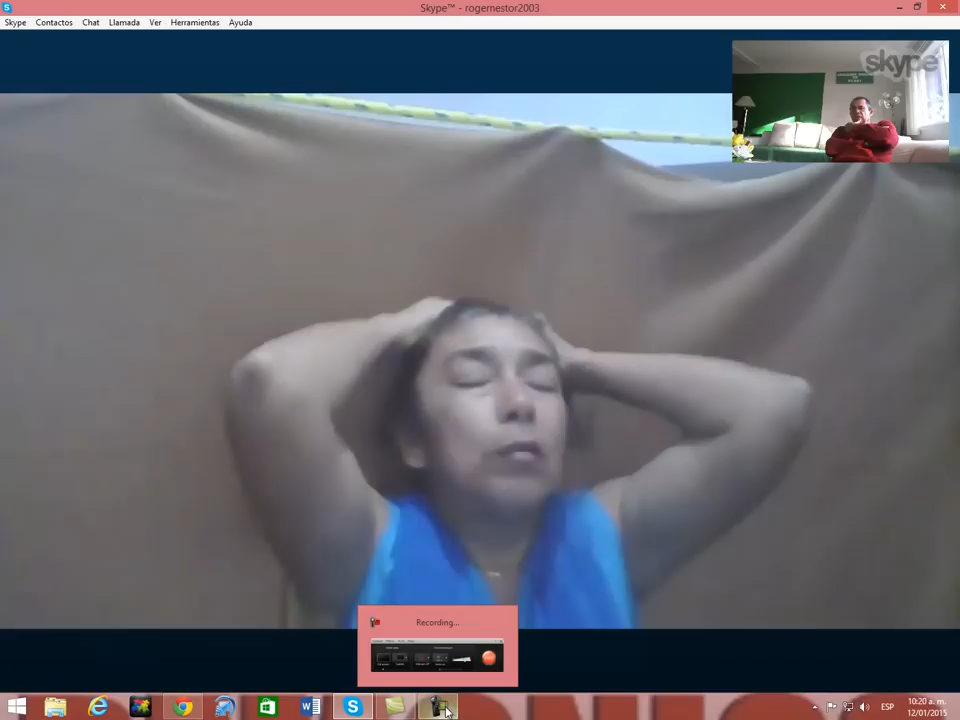 Skype™ - rogernestor2003
Skype Contactos Chat Llamada Ver Herramientas Ayuda
skype
Recording...
ESP
10:20 a. m.
12/01/2015